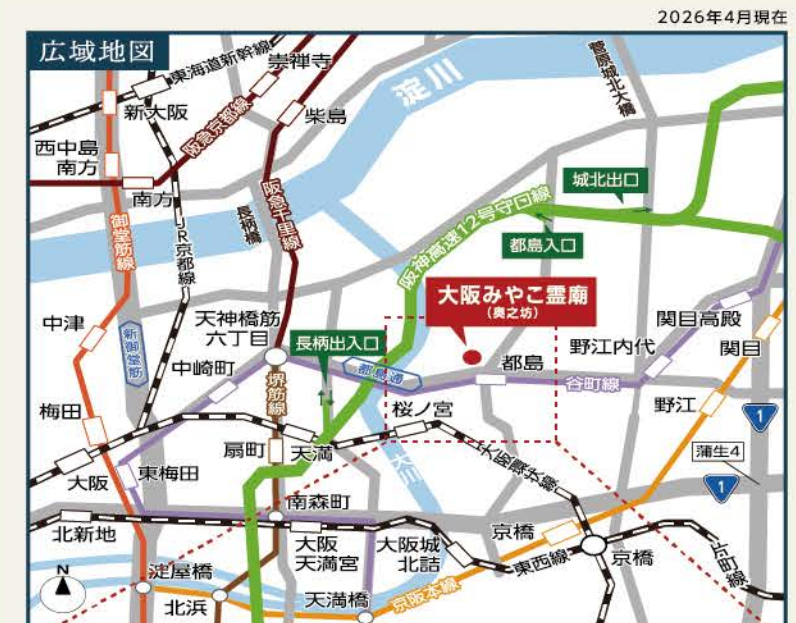 2026年4月現在
広域地図
東海道新幹線
崇禅寺
淀川
菅原城北大橋
新大阪
柴島
阪急京都線
西中島
南方
南方
城北出口
御堂筋線
JR京都線
長柄橋
阪急千里線
阪神高速12号守口線
都島入口
大阪みやこ霊廟
(奥之坊)
中津
新御堂筋
天神橋筋
六丁目
長柄出入口
関目高殿
野江内代
関目
中崎町
都島通
都島
谷町線
堺筋線
梅田
桜ノ宮
野江
1
扇町
天満
大阪環状線
蒲生4
大阪
東梅田
大川
1
南森町
北新地
大阪
天満宮
大阪城
北詰
京橋
東西線
京橋
片町線
N
淀屋橋
北浜
天満橋
京阪本線